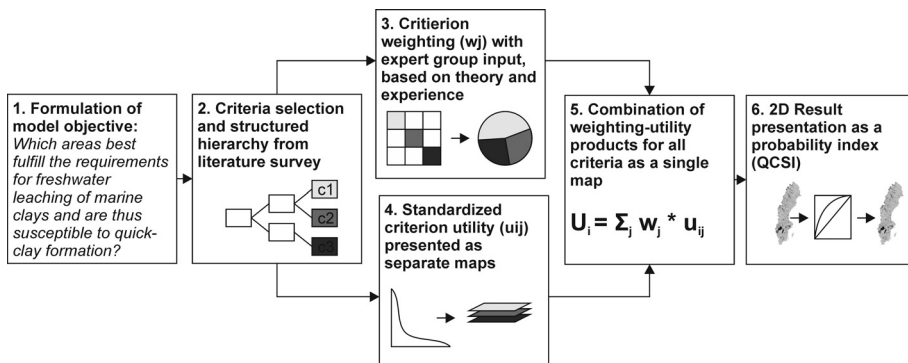 1. Formulation of
model objective:
Which areas best
fulfill the requirements
for freshwater
leaching of marine
clays and are thus
susceptible to quick-
clay formation?
2. Criteria selection
and structured
hierarchy from
literature survey
c1
c2
c3
3. Critierion
weighting (wj) with
expert group input,
based on theory and
experience
4. Standardized
criterion utility (uij)
presented as
separate maps
5. Combination of
weighting-utility
products for all
criteria as a single
map
Ui = Σj wj * uij
6. 2D Result
presentation as a
probability index
(QCSI)